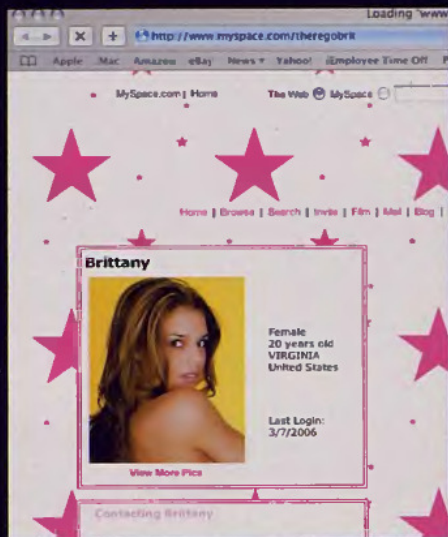 Loading "www
http://www.myspace.com/theregobrit
Apple Mac Amazon eBay News Yahoo! Employee Time Off
MySpace.com | Home The Web MySpace
Home | Browse | Search | Invite | Film | Mail | Blog |
Brittany
Female
20 years old
VIRGINIA
United States
Last Login:
3/7/2006
View More Pics
Contacting Brittany